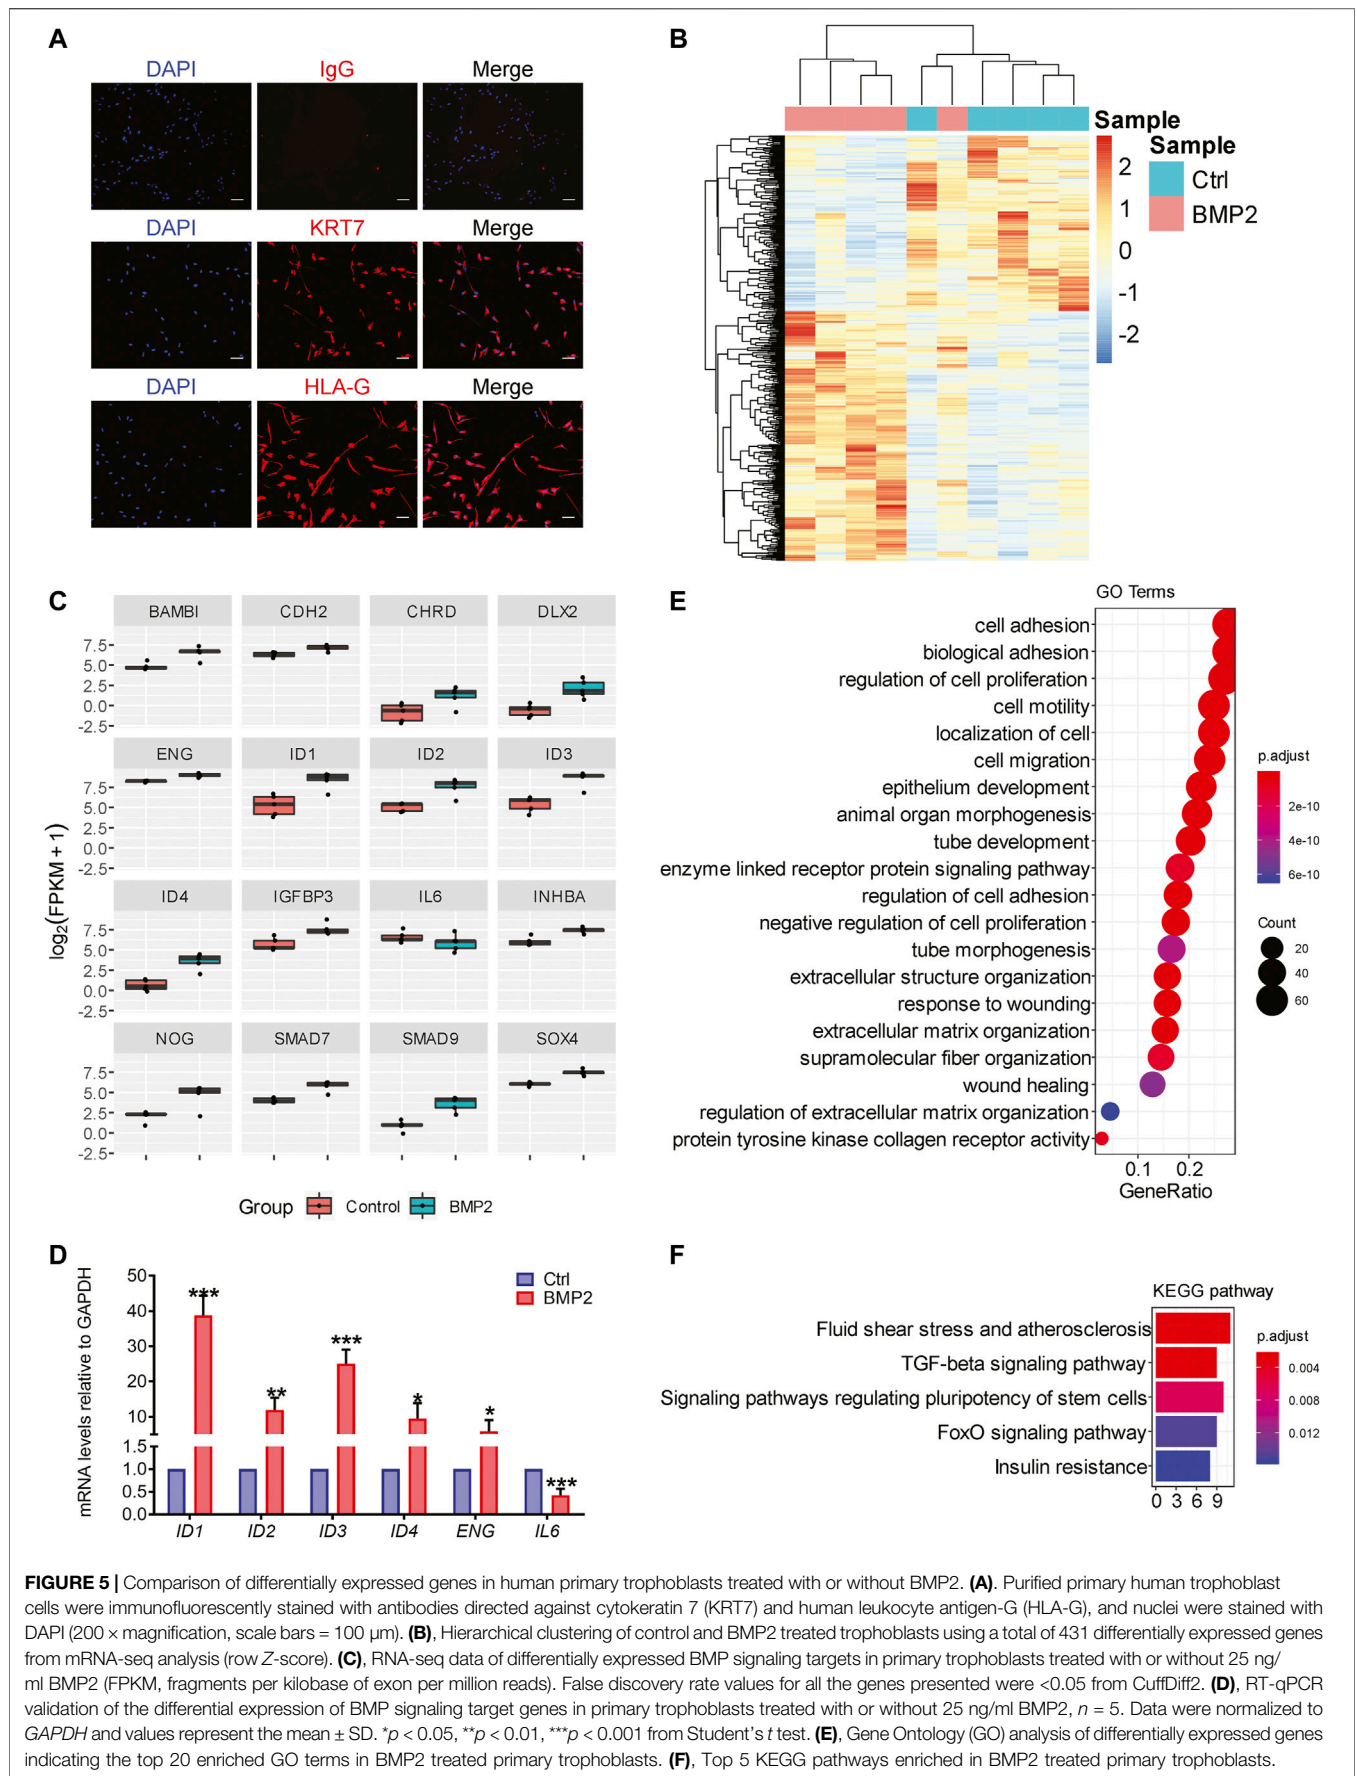 A
DAPI IgG Merge
DAPI KRT7 Merge
DAPI HLA-G Merge
B
Sample
2
1
0
-1
-2
Sample
Ctrl
BMP2
C
log2(FPKM + 1)
BAMBI CDH2 CHRD DLX2
7.5
5.0
2.5
0.0
-2.5
ENG ID1 ID2 ID3
7.5
5.0
2.5
0.0
-2.5
ID4 IGFBP3 IL6 INHBA
7.5
5.0
2.5
0.0
-2.5
NOG SMAD7 SMAD9 SOX4
7.5
5.0
2.5
0.0
-2.5
Group Control BMP2
E
GO Terms
cell adhesion
biological adhesion
regulation of cell proliferation
cell motility
localization of cell
cell migration
epithelium development
animal organ morphogenesis
tube development
enzyme linked receptor protein signaling pathway
regulation of cell adhesion
negative regulation of cell proliferation
tube morphogenesis
extracellular structure organization
response to wounding
extracellular matrix organization
supramolecular fiber organization
wound healing
regulation of extracellular matrix organization
protein tyrosine kinase collagen receptor activity
0.1 0.2
GeneRatio
p.adjust
2e-10
4e-10
6e-10
Count
20
40
60
D
mRNA levels relative to GAPDH
50
40
30
20
10
1.5
1.0
0.5
0.0
Ctrl
BMP2
*** ** *** * * ***
ID1 ID2 ID3 ID4 ENG IL6
F
KEGG pathway
Fluid shear stress and atherosclerosis
TGF-beta signaling pathway
Signaling pathways regulating pluripotency of stem cells
FoxO signaling pathway
Insulin resistance
0 3 6 9
p.adjust
0.004
0.008
0.012
FIGURE 5 | Comparison of differentially expressed genes in human primary trophoblasts treated with or without BMP2. (A). Purified primary human trophoblast
cells were immunofluorescently stained with antibodies directed against cytokeratin 7 (KRT7) and human leukocyte antigen-G (HLA-G), and nuclei were stained with
DAPI (200 × magnification, scale bars = 100 μm). (B), Hierarchical clustering of control and BMP2 treated trophoblasts using a total of 431 differentially expressed genes
from mRNA-seq analysis (row Z-score). (C), RNA-seq data of differentially expressed BMP signaling targets in primary trophoblasts treated with or without 25 ng/
ml BMP2 (FPKM, fragments per kilobase of exon per million reads). False discovery rate values for all the genes presented were <0.05 from CuffDiff2. (D), RT-qPCR
validation of the differential expression of BMP signaling target genes in primary trophoblasts treated with or without 25 ng/ml BMP2, n = 5. Data were normalized to
GAPDH and values represent the mean ± SD. *p < 0.05, **p < 0.01, ***p < 0.001 from Student's t test. (E), Gene Ontology (GO) analysis of differentially expressed genes
indicating the top 20 enriched GO terms in BMP2 treated primary trophoblasts. (F), Top 5 KEGG pathways enriched in BMP2 treated primary trophoblasts.